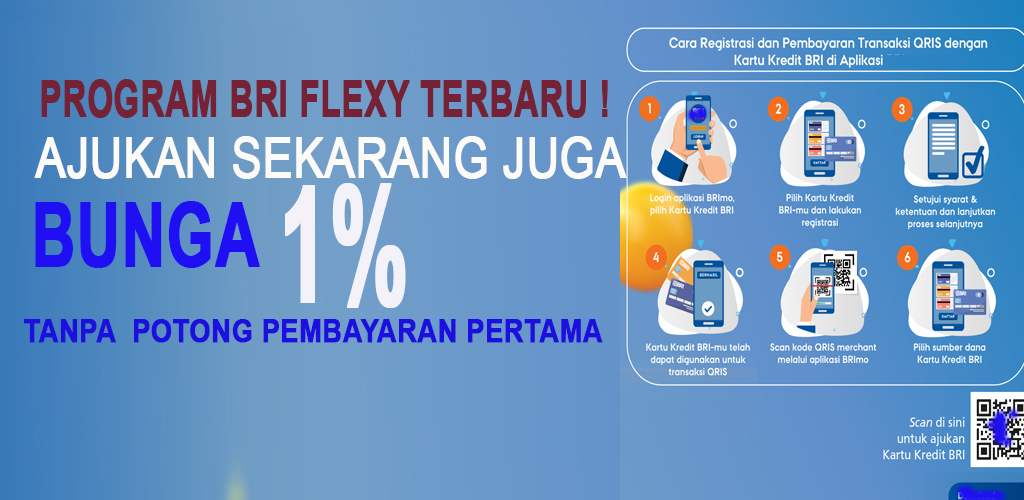 PROGRAM BRI FLEXY TERBARU !
AJUKAN SEKARANG JUGA
BUNGA 1%
TANPA POTONG PEMBAYARAN PERTAMA
Cara Registrasi dan Pembayaran Transaksi QRIS dengan
Kartu Kredit BRI di Aplikasi
1
Login aplikasi BRImo,
pilih Kartu Kredit BRI
2
Pilih Kartu Kredit
BRI-mu dan lakukan
registrasi
3
Setujui syarat &
ketentuan dan lanjutkan
proses selanjutnya
4
BERHASIL
Kartu Kredit BRI-mu telah
dapat digunakan untuk
transaksi QRIS
5
Scan kode QRIS merchant
melalui aplikasi BRImo
6
Pilih sumber dana
Kartu Kredit BRI
Scan di sini
untuk ajukan
Kartu Kredit BRI